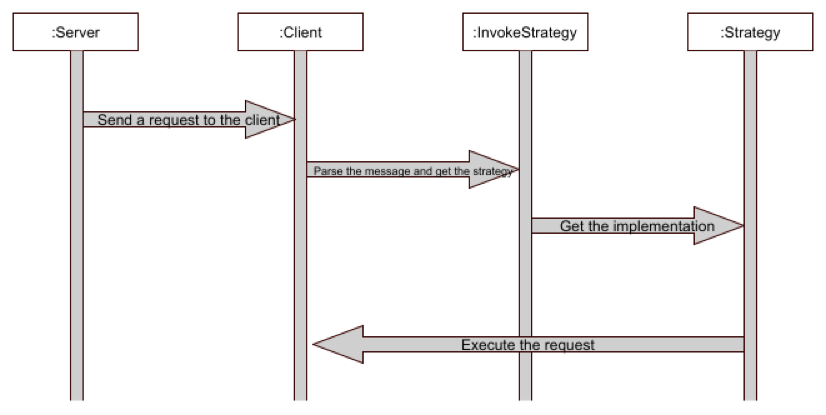 :Server
:Client
:InvokeStrategy
:Strategy
Send a request to the client
Parse the message and get the strategy
Get the implementation
Execute the request